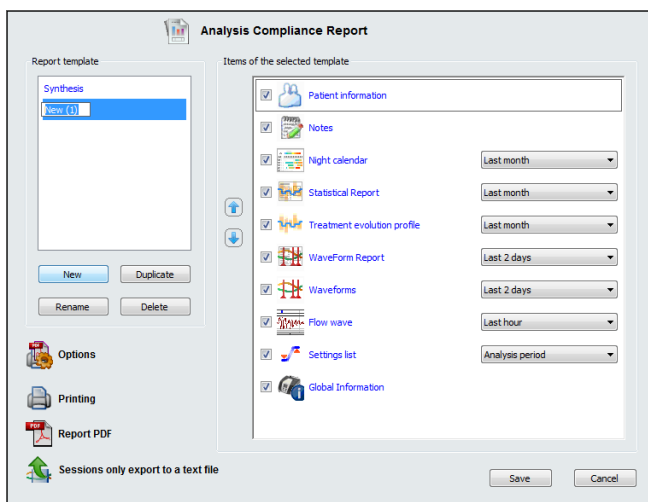 Analysis Compliance Report
Report template
Synthesis
New (1)
New
Duplicate
Rename
Delete
Options
Printing
Report PDF
Sessions only export to a text file
Items of the selected template
Patient information
Notes
Night calendar Last month
Statistical Report Last month
Treatment evolution profile Last month
WaveForm Report Last 2 days
Waveforms Last 2 days
Flow wave Last hour
Settings list Analysis period
Global Information
Save
Cancel